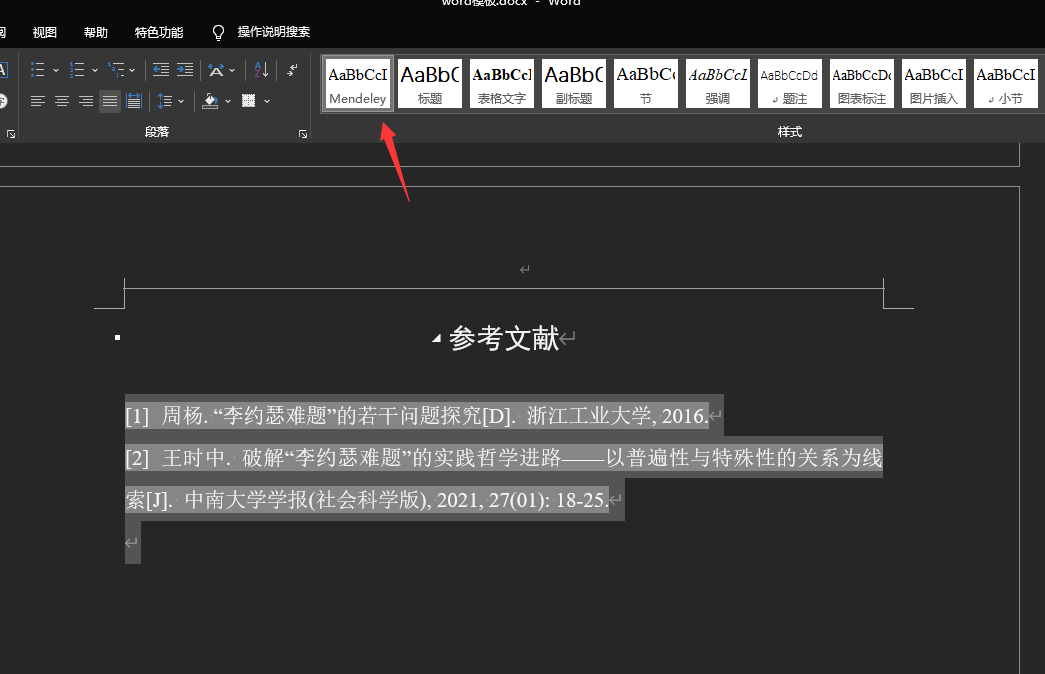 word模板.docx - Word
视图 帮助 特色功能 操作说明搜索
AaBbCcI AaBbC AaBbCcI AaBbC AaBbC AaBbCcL AaBbCcDd AaBbCcDc AaBbCcI AaBbCcI
Mendeley 标题 表格文字 副标题 节 强调 ↲ 题注 图表标注 图片插入 ↲ 小节
段落 样式
参考文献
[1] 周杨. “李约瑟难题”的若干问题探究[D]. 浙江工业大学, 2016.
[2] 王时中. 破解“李约瑟难题”的实践哲学进路——以普遍性与特殊性的关系为线
索[J]. 中南大学学报(社会科学版), 2021, 27(01): 18-25.